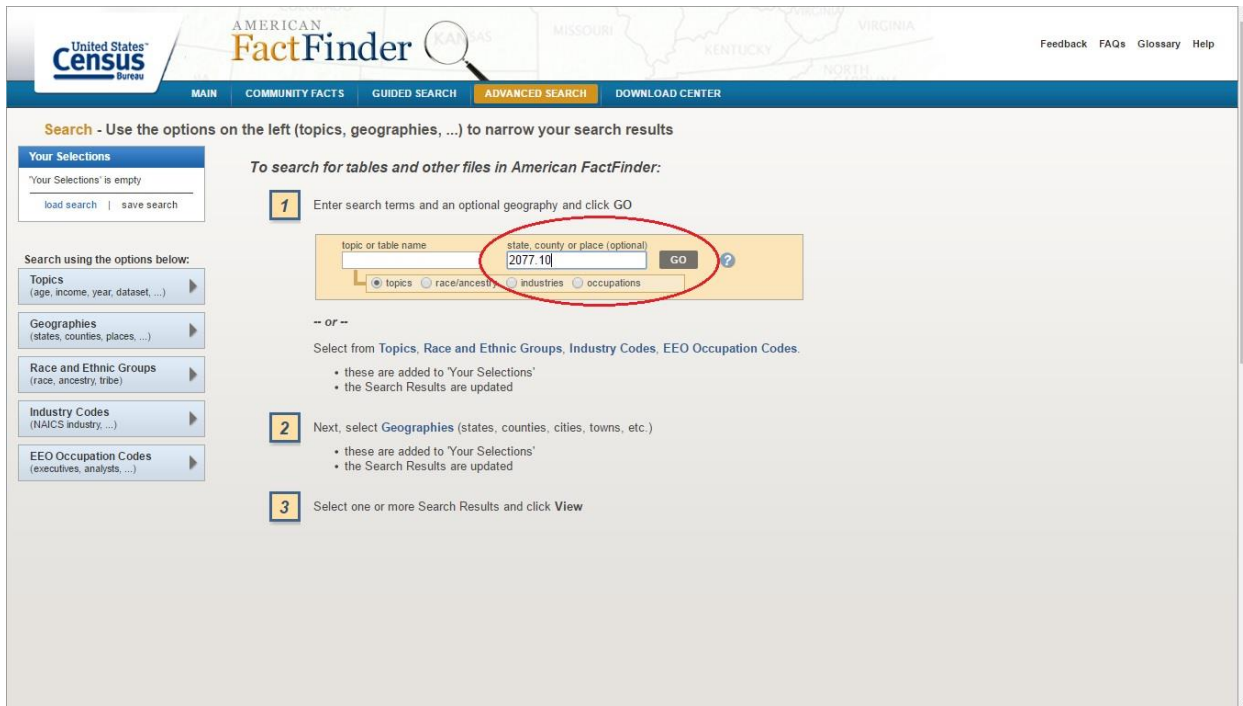 United States™
Census
Bureau
AMERICAN
FactFinder
KANSAS
MISSOURI
KENTUCKY
VIRGINIA
NORTH
Feedback FAQs Glossary Help
MAIN COMMUNITY FACTS GUIDED SEARCH ADVANCED SEARCH DOWNLOAD CENTER
Search - Use the options on the left (topics, geographies, ...) to narrow your search results
Your Selections
'Your Selections' is empty
load search | save search
Search using the options below:
Topics
(age, income, year, dataset, ...)
Geographies
(states, counties, places, ...)
Race and Ethnic Groups
(race, ancestry, tribe)
Industry Codes
(NAICS industry, ...)
EEO Occupation Codes
(executives, analysts, ...)
To search for tables and other files in American FactFinder:
1 Enter search terms and an optional geography and click GO
topic or table name state, county or place (optional)
2077.10 GO ?
topics race/ancestry industries occupations
-- or --
Select from Topics, Race and Ethnic Groups, Industry Codes, EEO Occupation Codes.
• these are added to 'Your Selections'
• the Search Results are updated
2 Next, select Geographies (states, counties, cities, towns, etc.)
• these are added to 'Your Selections'
• the Search Results are updated
3 Select one or more Search Results and click View